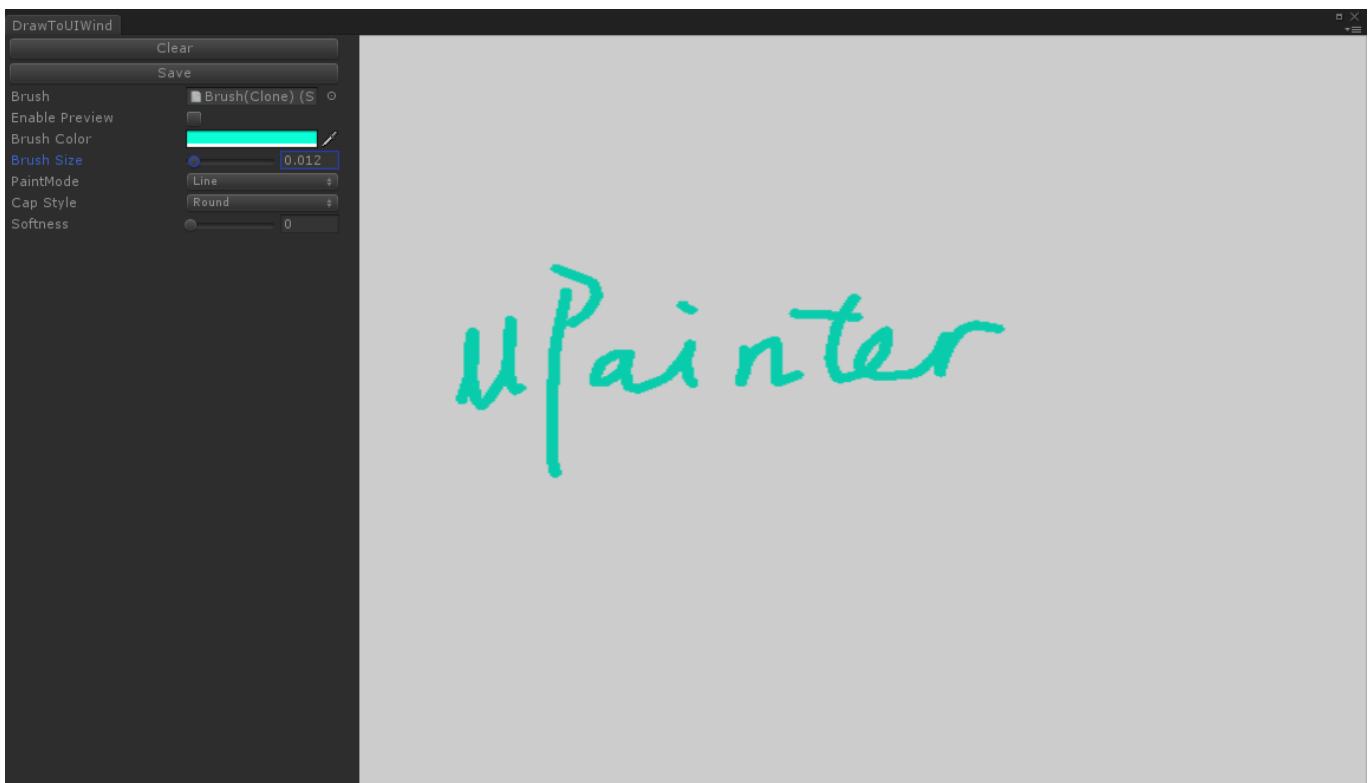 DrawToUIWind
Clear
Save
Brush Brush(Clone) (S
Enable Preview
Brush Color
Brush Size 0.012
PaintMode Line
Cap Style Round
Softness 0
uPainter